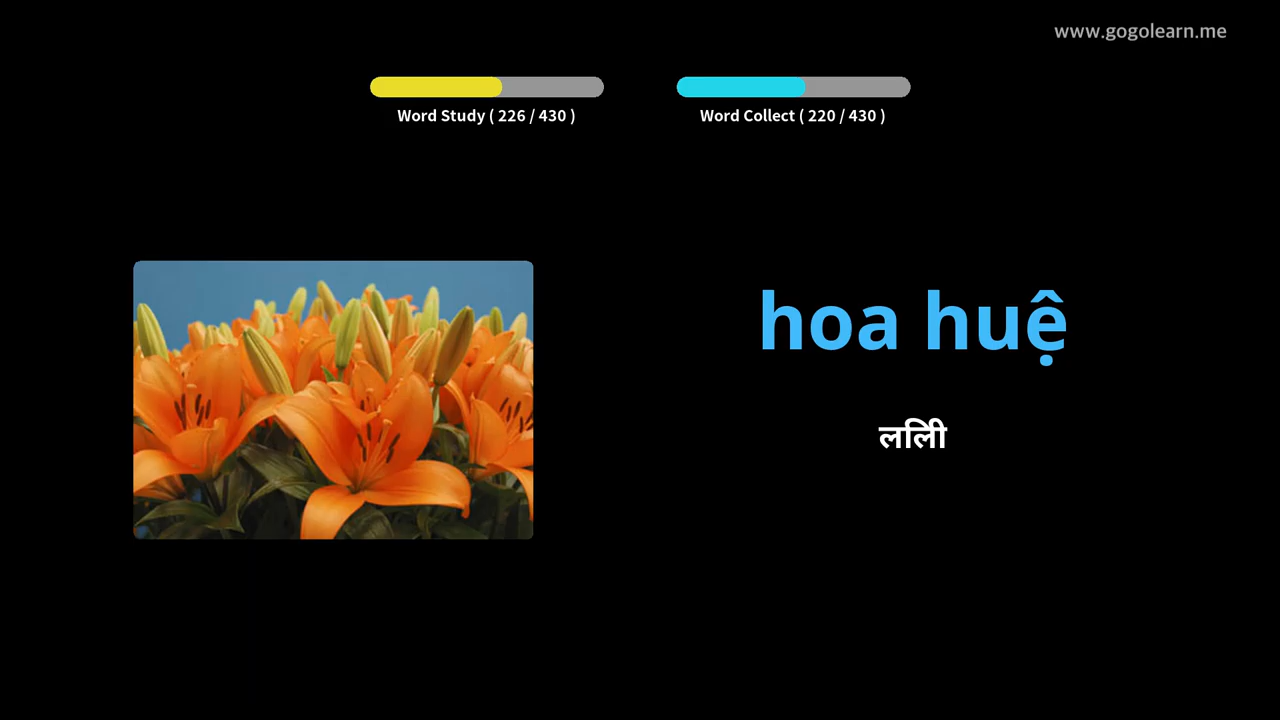 www.gogolearn.me
Word Study ( 226 / 430 )
Word Collect ( 220 / 430 )
hoa huệ
लिली